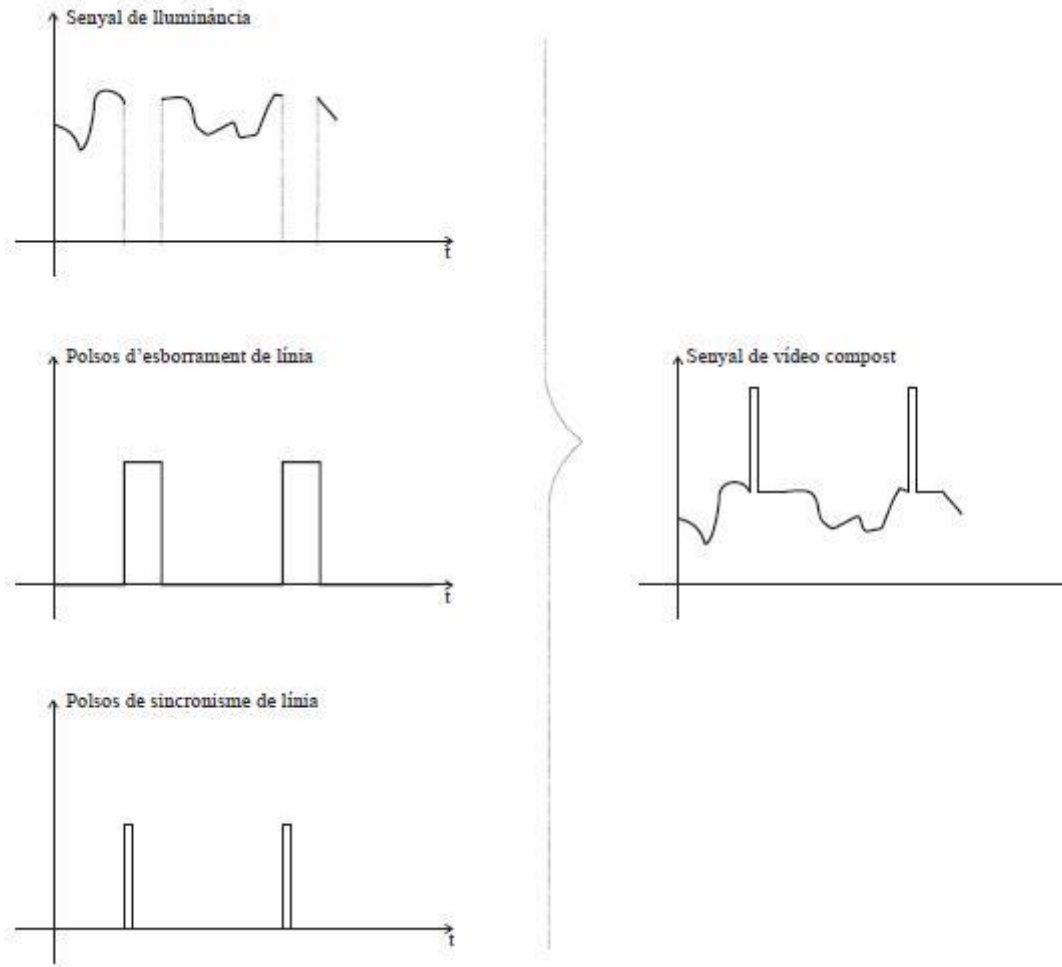 Senyal de lluminància
t
Polsos d’esborrament de línia
t
Senyal de vídeo compost
Polsos de sincronisme de línia
t